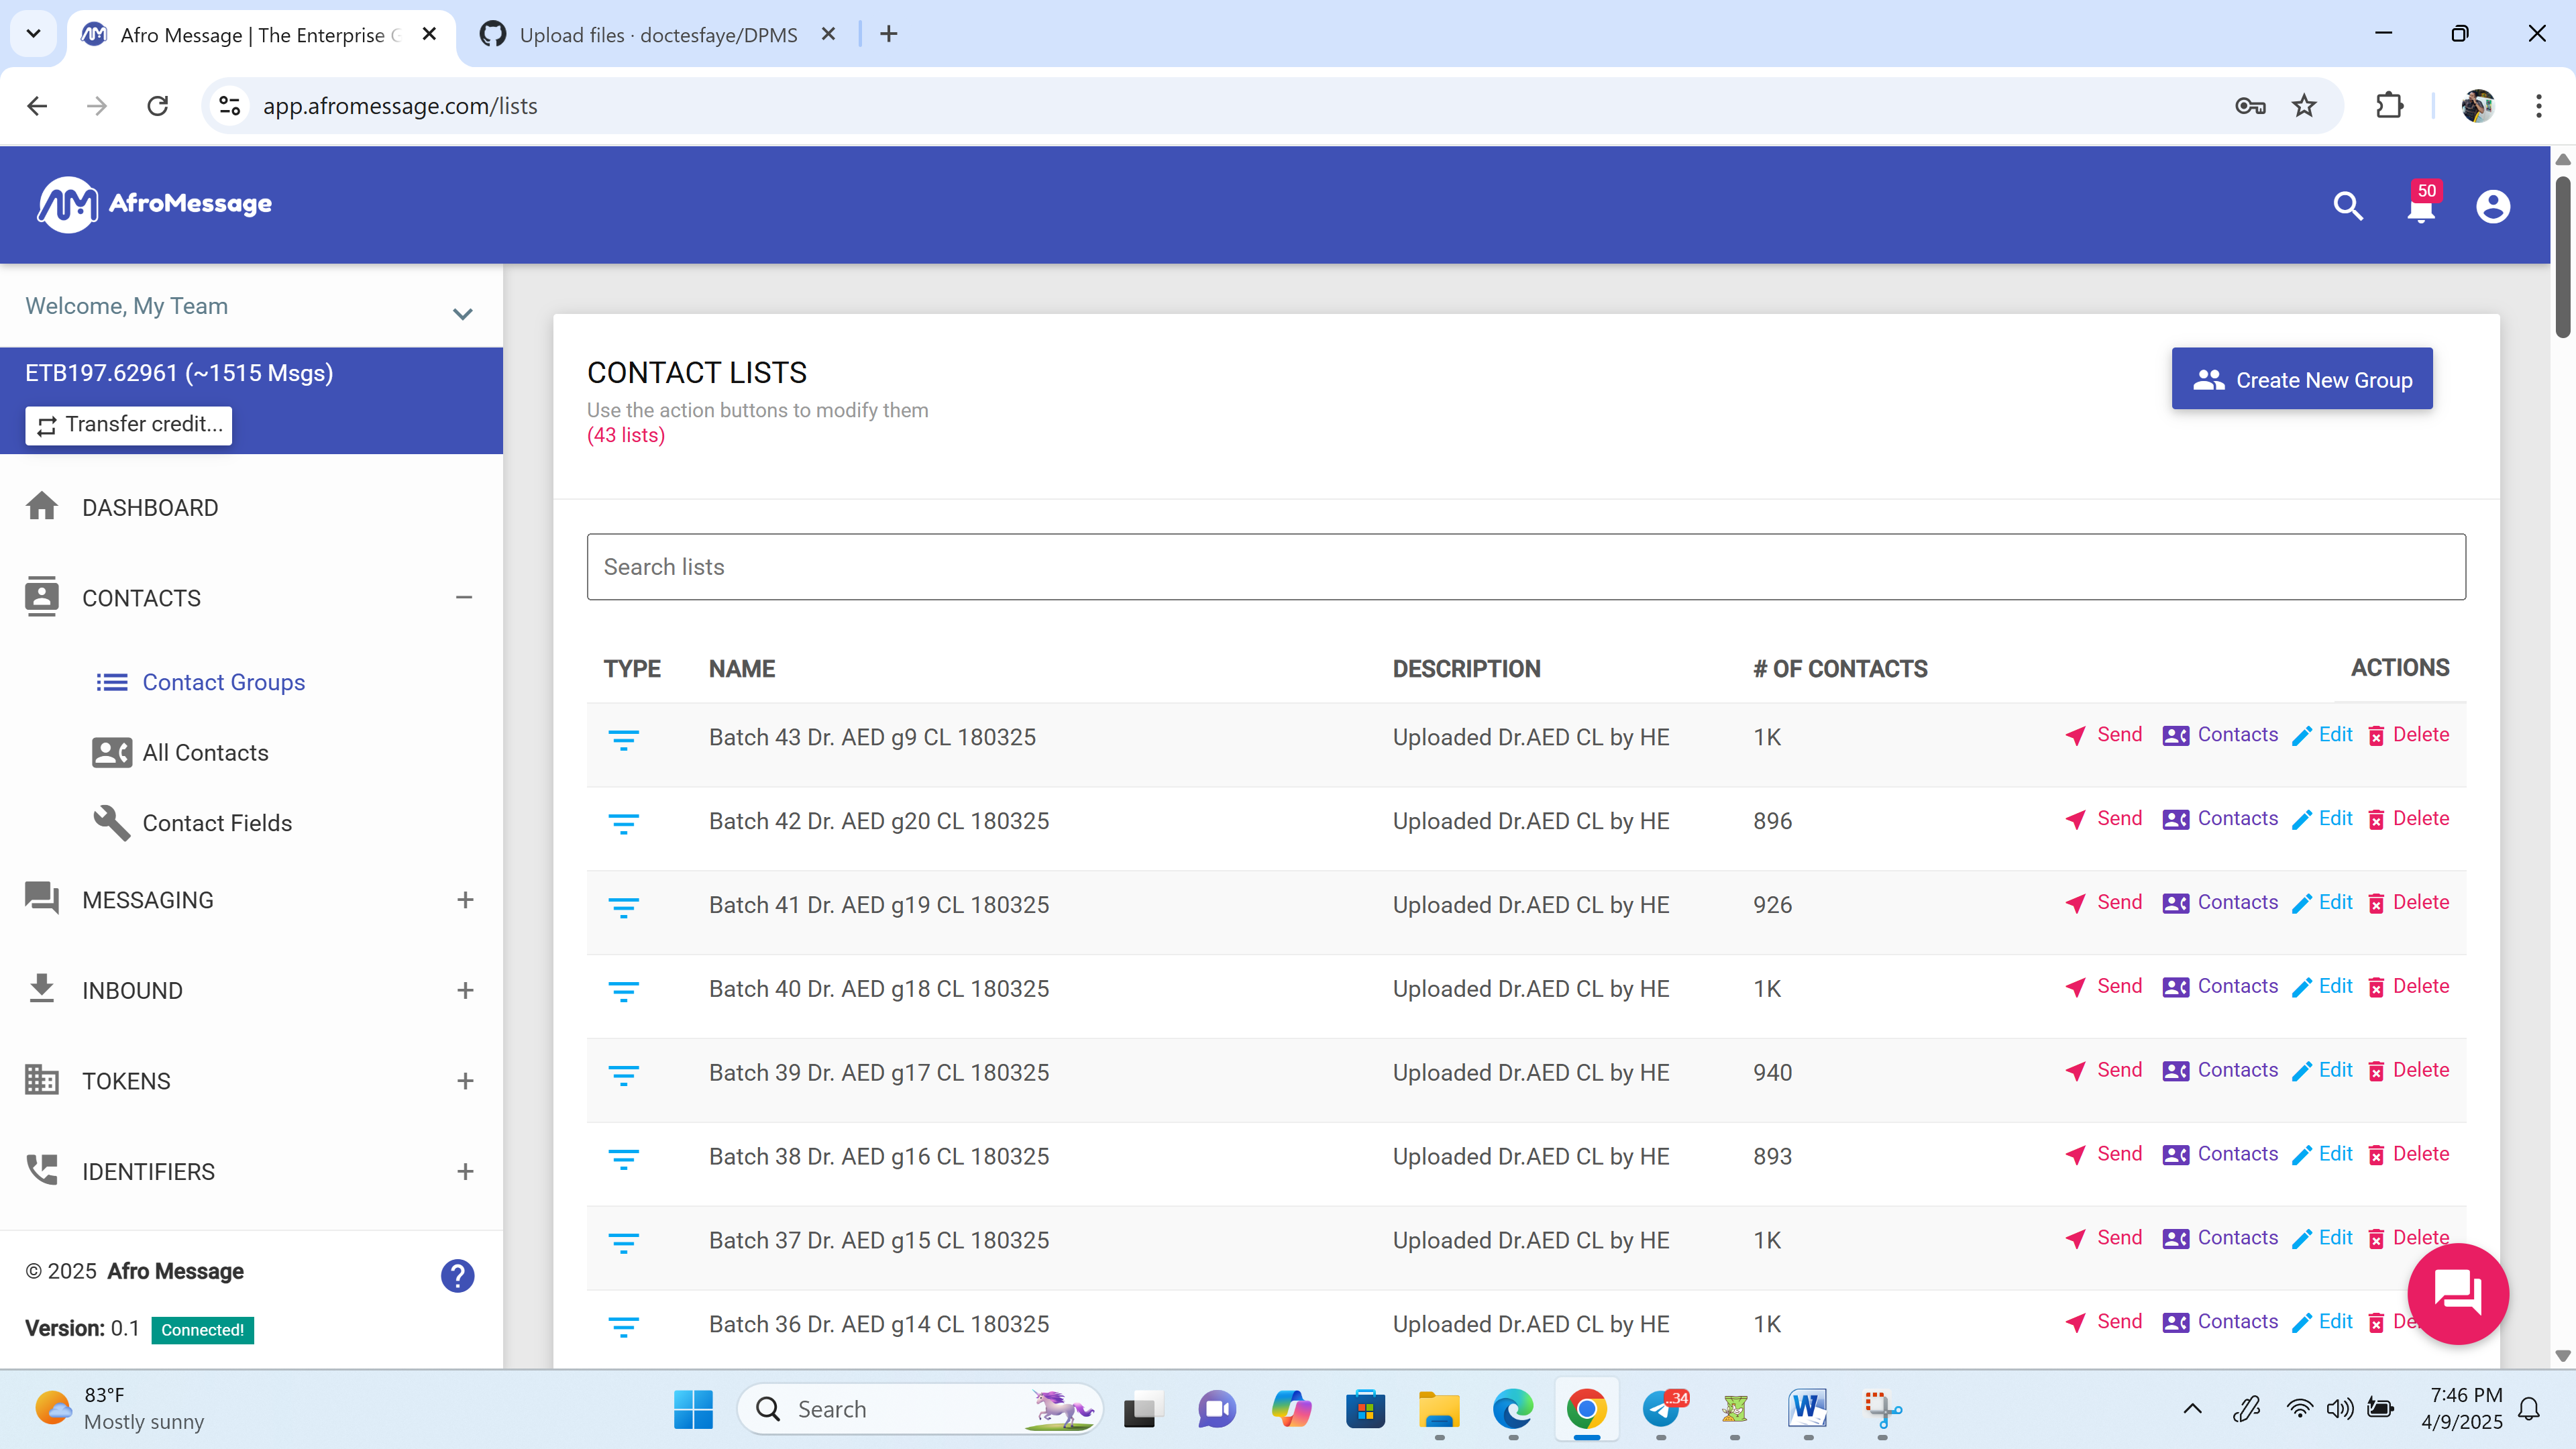 Afro Message | The Enterprise G
Upload files · doctesfaye/DPMS
app.afromessage.com/lists
AfroMessage
50
Welcome, My Team
ETB197.62961 (~1515 Msgs)
Transfer credit...
DASHBOARD
CONTACTS
Contact Groups
All Contacts
Contact Fields
MESSAGING
INBOUND
TOKENS
IDENTIFIERS
© 2025 Afro Message
Version: 0.1 Connected!
CONTACT LISTS
Use the action buttons to modify them
(43 lists)
Create New Group
Search lists
TYPE NAME DESCRIPTION # OF CONTACTS ACTIONS
Batch 43 Dr. AED g9 CL 180325 Uploaded Dr.AED CL by HE 1K Send Contacts Edit Delete
Batch 42 Dr. AED g20 CL 180325 Uploaded Dr.AED CL by HE 896 Send Contacts Edit Delete
Batch 41 Dr. AED g19 CL 180325 Uploaded Dr.AED CL by HE 926 Send Contacts Edit Delete
Batch 40 Dr. AED g18 CL 180325 Uploaded Dr.AED CL by HE 1K Send Contacts Edit Delete
Batch 39 Dr. AED g17 CL 180325 Uploaded Dr.AED CL by HE 940 Send Contacts Edit Delete
Batch 38 Dr. AED g16 CL 180325 Uploaded Dr.AED CL by HE 893 Send Contacts Edit Delete
Batch 37 Dr. AED g15 CL 180325 Uploaded Dr.AED CL by HE 1K Send Contacts Edit Delete
Batch 36 Dr. AED g14 CL 180325 Uploaded Dr.AED CL by HE 1K Send Contacts Edit De
83°F
Mostly sunny
Search
..34
7:46 PM
4/9/2025